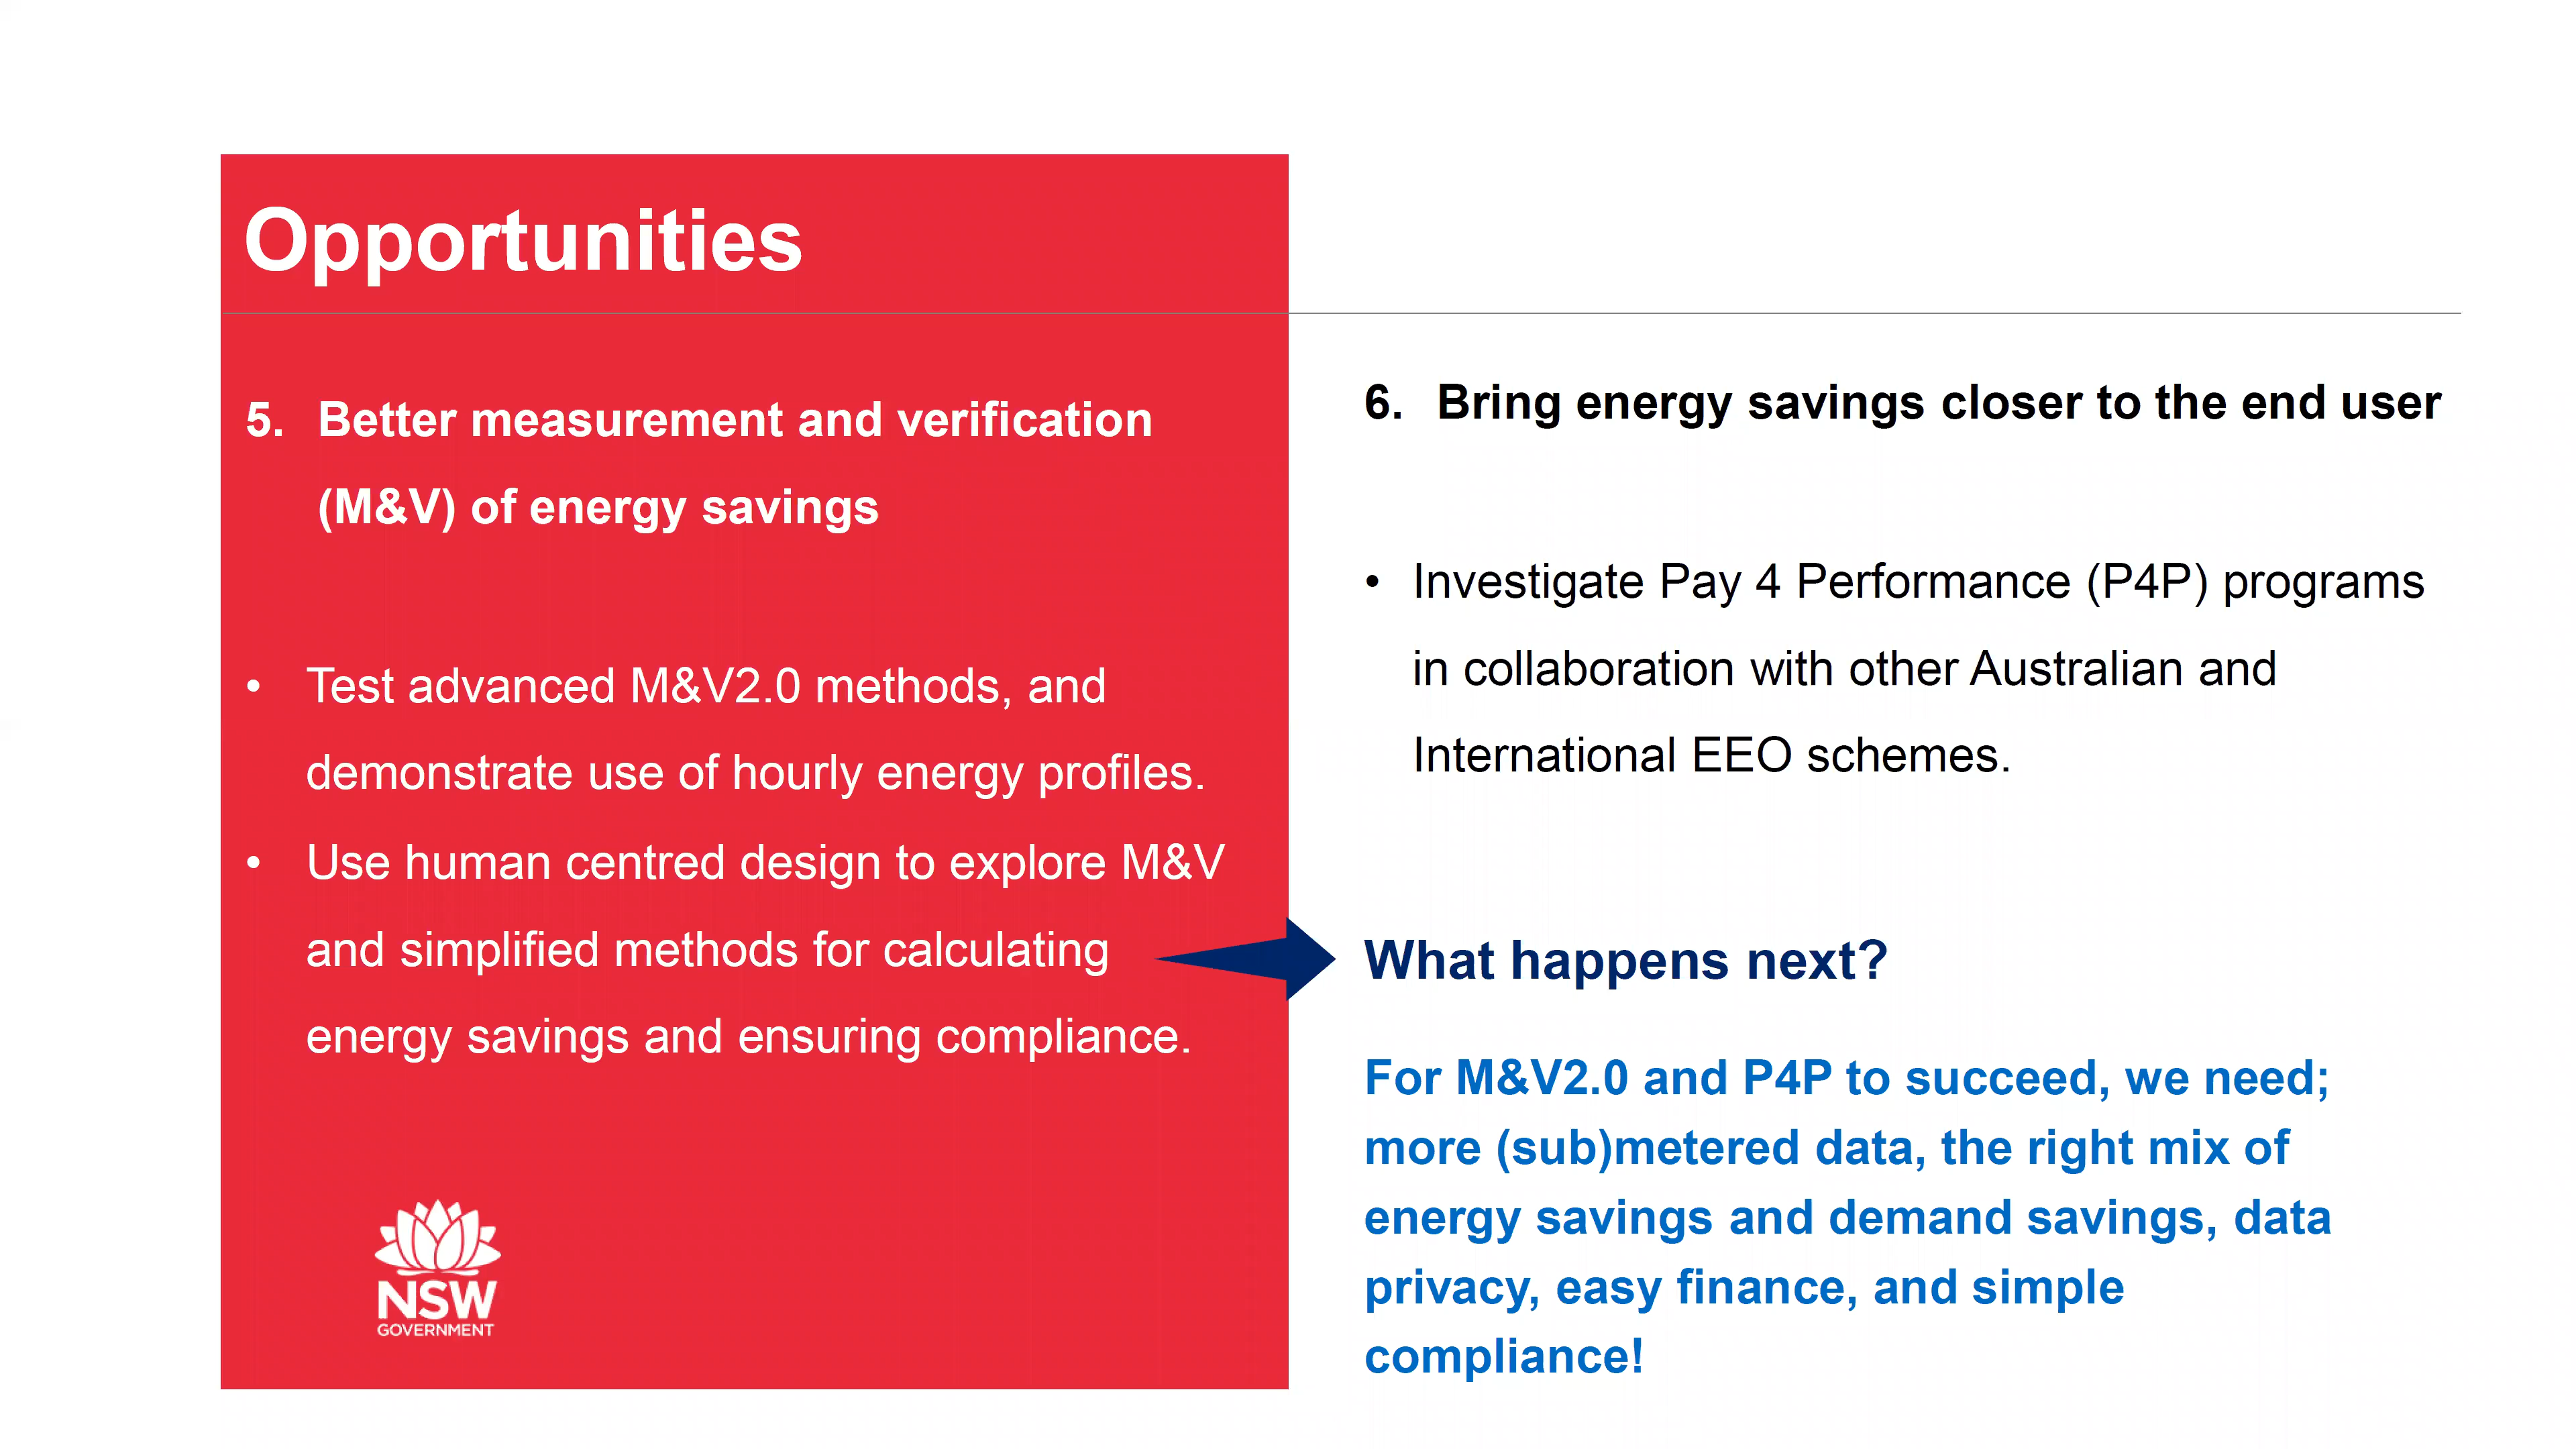 Opportunities
5. Better measurement and verification
(M&V) of energy savings
• Test advanced M&V2.0 methods, and
demonstrate use of hourly energy profiles.
• Use human centred design to explore M&V
and simplified methods for calculating
energy savings and ensuring compliance.
NSW
GOVERNMENT
6. Bring energy savings closer to the end user
• Investigate Pay 4 Performance (P4P) programs
in collaboration with other Australian and
International EEO schemes.
What happens next?
For M&V2.0 and P4P to succeed, we need;
more (sub)metered data, the right mix of
energy savings and demand savings, data
privacy, easy finance, and simple
compliance!